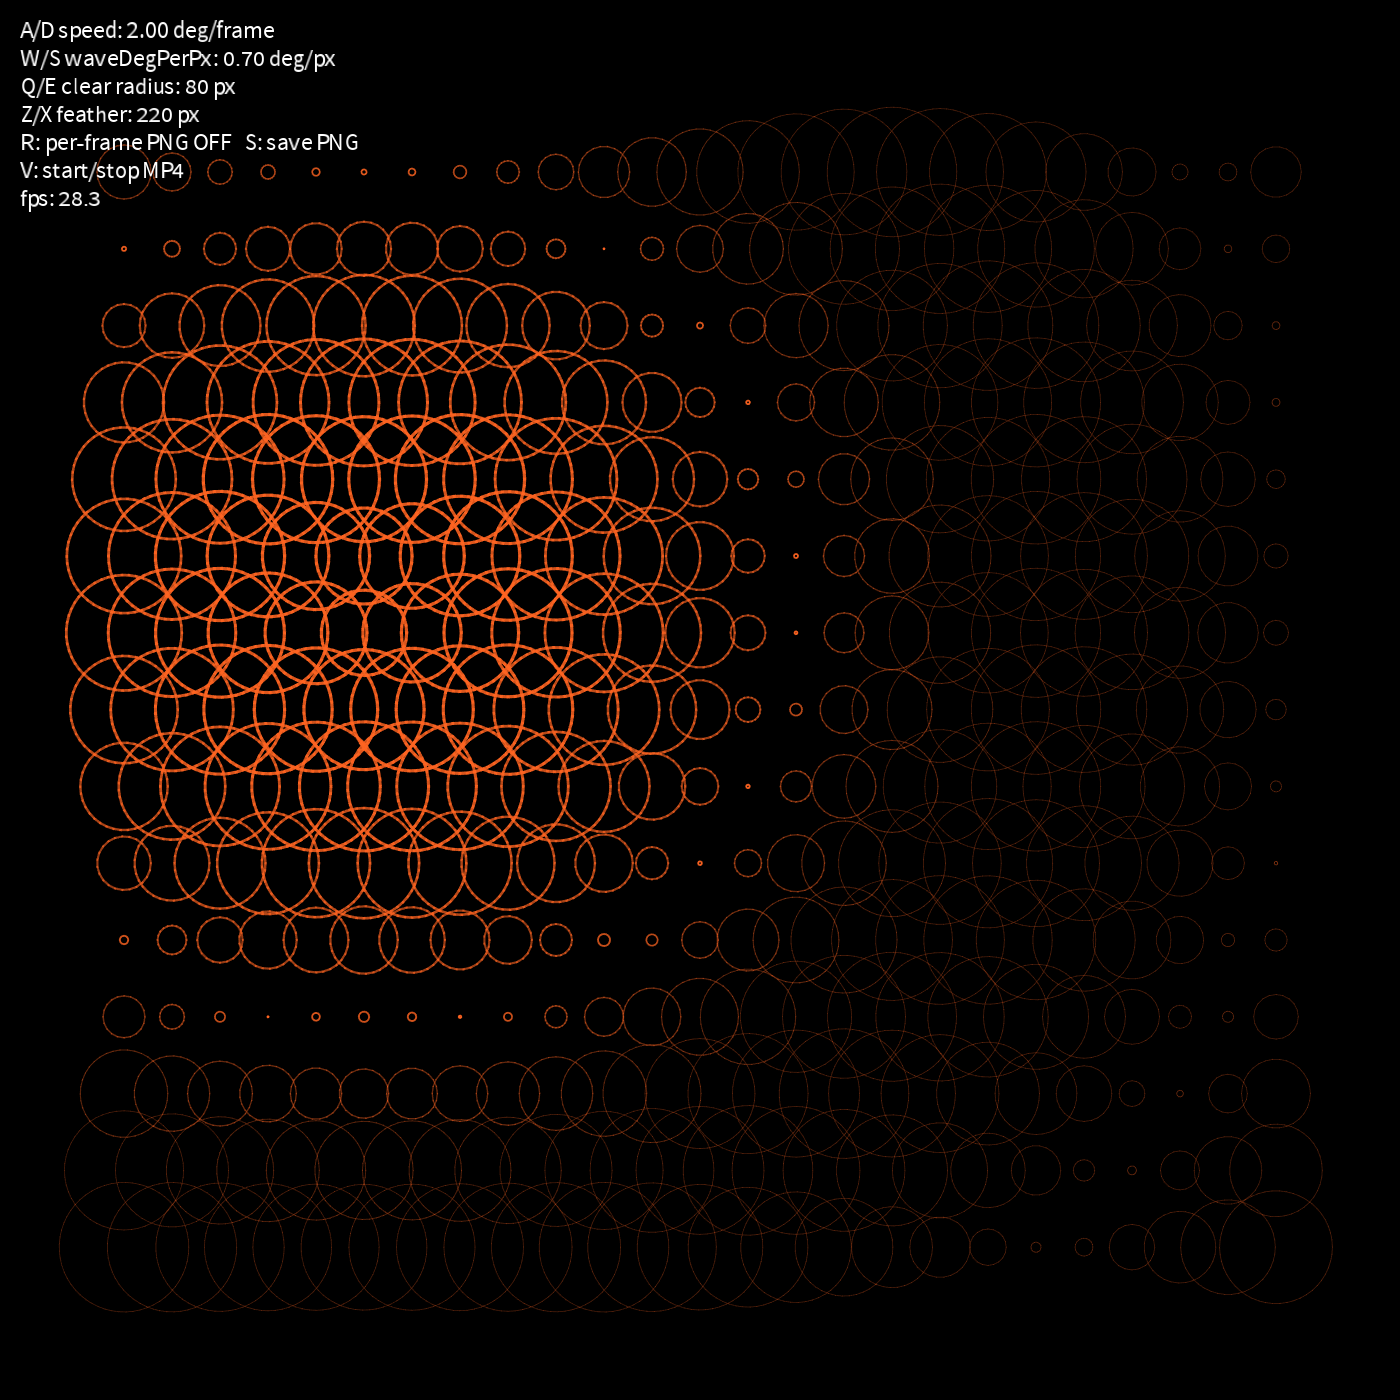 A/D speed: 2.00 deg/frame
W/S waveDegPerPx: 0.70 deg/px
Q/E clear radius: 80 px
Z/X feather: 220 px
R: per-frame PNG OFF   S: save PNG
V: start/stop MP4
fps: 28.3